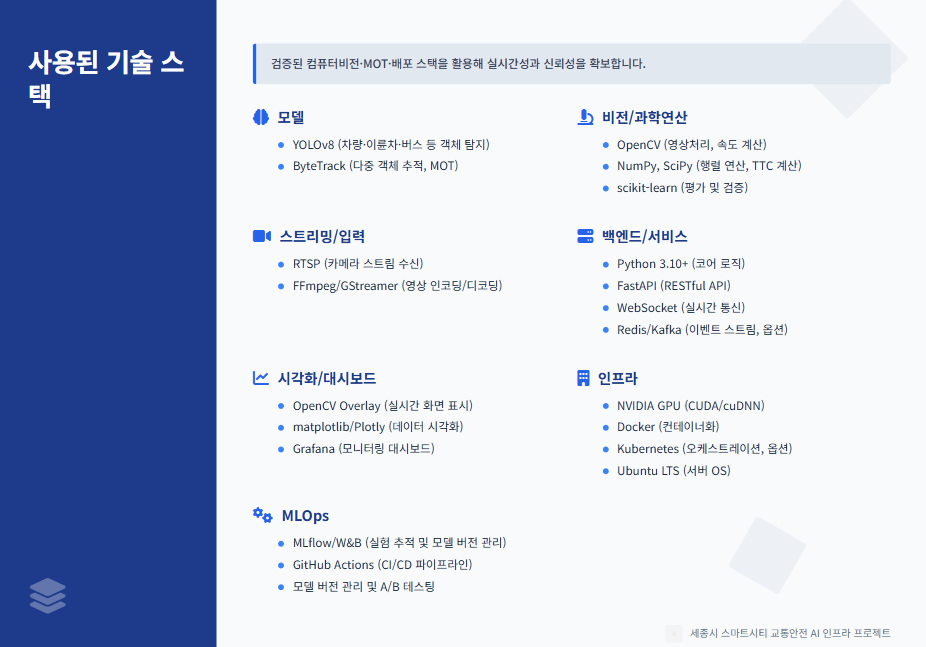 사용된 기술 스
택
검증된 컴퓨터비전·MOT·배포 스택을 활용해 실시간성과 신뢰성을 확보합니다.
모델
YOLOv8 (차량·이륜차·버스 등 객체 탐지)
ByteTrack (다중 객체 추적, MOT)
비전/과학연산
OpenCV (영상처리, 속도 계산)
NumPy, SciPy (행렬 연산, TTC 계산)
scikit-learn (평가 및 검증)
스트리밍/입력
RTSP (카메라 스트림 수신)
FFmpeg/GStreamer (영상 인코딩/디코딩)
백엔드/서비스
Python 3.10+ (코어 로직)
FastAPI (RESTful API)
WebSocket (실시간 통신)
Redis/Kafka (이벤트 스트림, 옵션)
시각화/대시보드
OpenCV Overlay (실시간 화면 표시)
matplotlib/Plotly (데이터 시각화)
Grafana (모니터링 대시보드)
인프라
NVIDIA GPU (CUDA/cuDNN)
Docker (컨테이너화)
Kubernetes (오케스트레이션, 옵션)
Ubuntu LTS (서버 OS)
MLOps
MLflow/W&B (실험 추적 및 모델 버전 관리)
GitHub Actions (CI/CD 파이프라인)
모델 버전 관리 및 A/B 테스팅
세종시 스마트시티 교통안전 AI 인프라 프로젝트